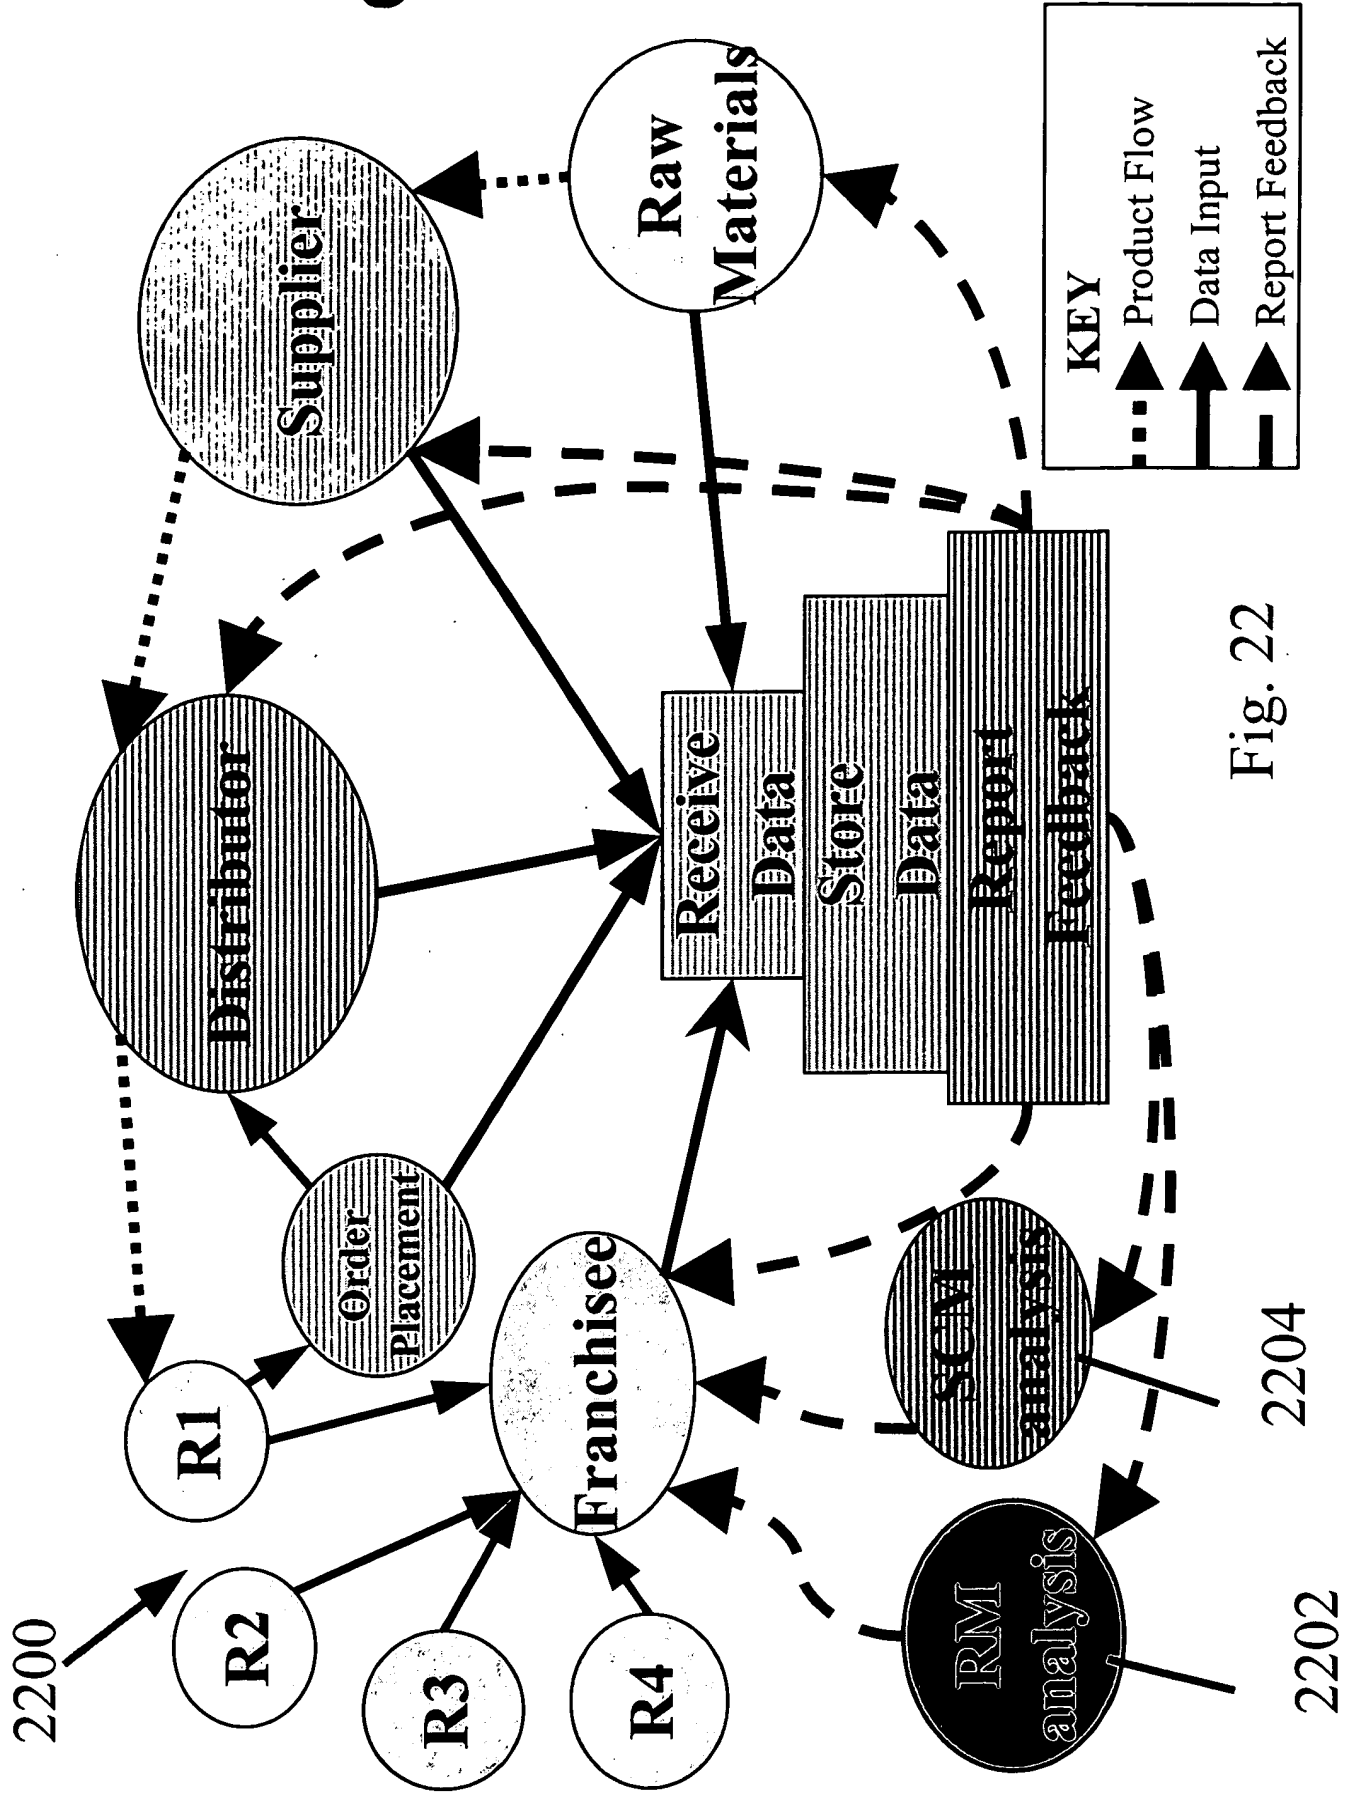 2200
R1
R2
R3
R4
Order
Placement
Distributor
Supplier
Raw
Materials
Franchisee
Receive
Data
Store
Data
Report
Feedback
RM
analysis
SCM
analysis
2202
2204
Fig. 22
KEY
Product Flow
Data Input
Report Feedback